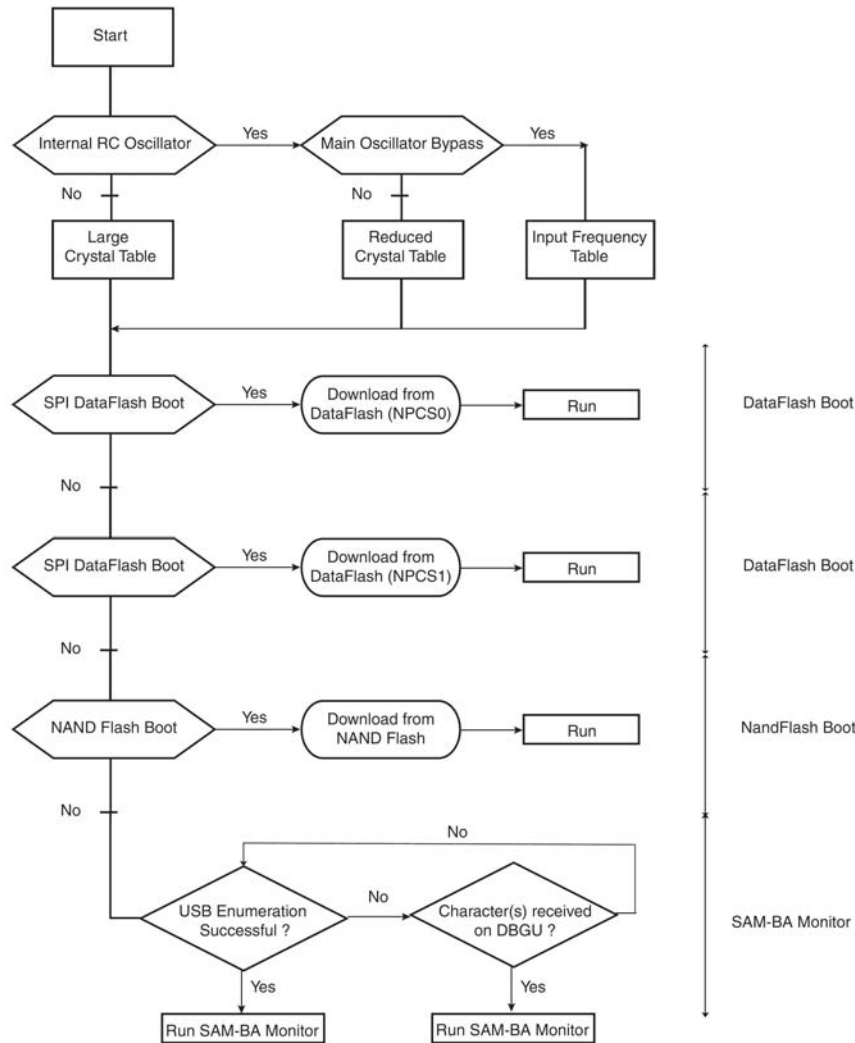 Start
Internal RC Oscillator
Yes
Main Oscillator Bypass
Yes
No
No
Large
Crystal Table
Reduced
Crystal Table
Input Frequency
Table
SPI DataFlash Boot
Yes
Download from
DataFlash (NPCS0)
Run
DataFlash Boot
No
SPI DataFlash Boot
Yes
Download from
DataFlash (NPCS1)
Run
DataFlash Boot
No
NAND Flash Boot
Yes
Download from
NAND Flash
Run
NandFlash Boot
No
No
USB Enumeration
Successful ?
No
Character(s) received
on DBGU ?
SAM-BA Monitor
Yes
Yes
Run SAM-BA Monitor
Run SAM-BA Monitor